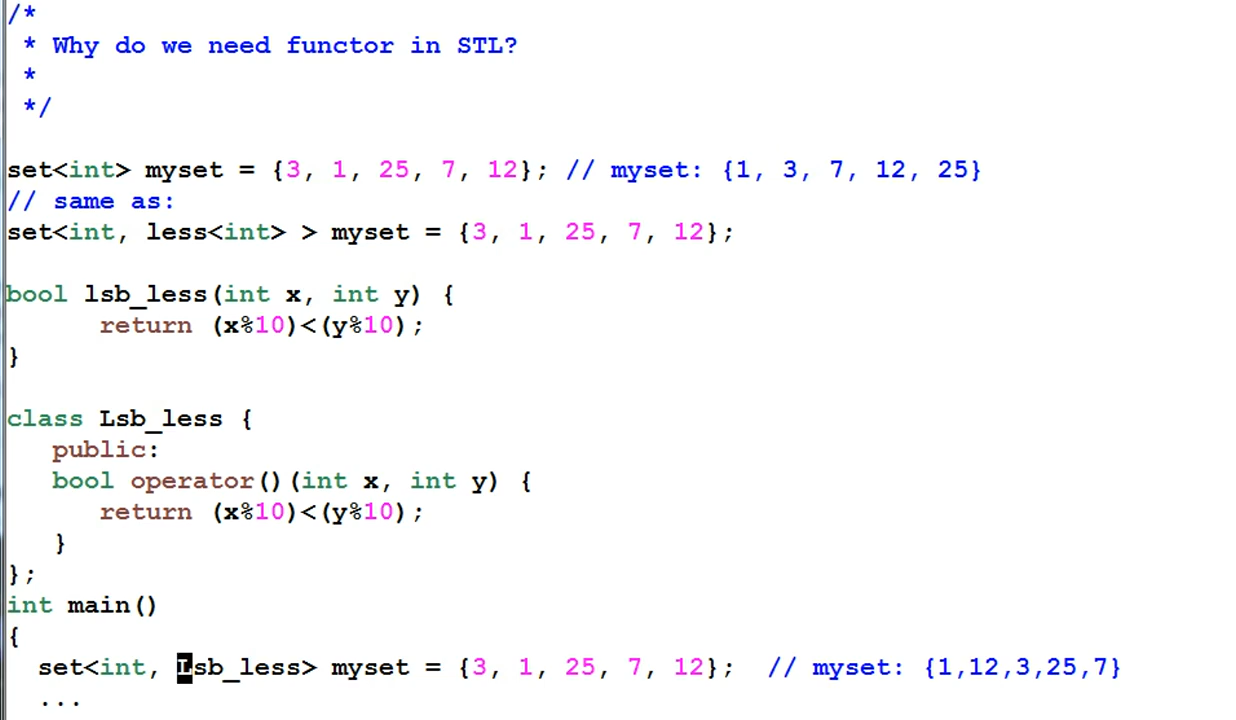 /*
 * Why do we need functor in STL?
 *
 */
set<int> myset = {3, 1, 25, 7, 12}; // myset: {1, 3, 7, 12, 25}
// same as:
set<int, less<int> > myset = {3, 1, 25, 7, 12};
bool lsb_less(int x, int y) {
      return (x%10)<(y%10);
}
class Lsb_less {
   public:
   bool operator()(int x, int y) {
      return (x%10)<(y%10);
   }
};
int main()
{
  set<int, Lsb_less> myset = {3, 1, 25, 7, 12};  // myset: {1,12,3,25,7}
  ...